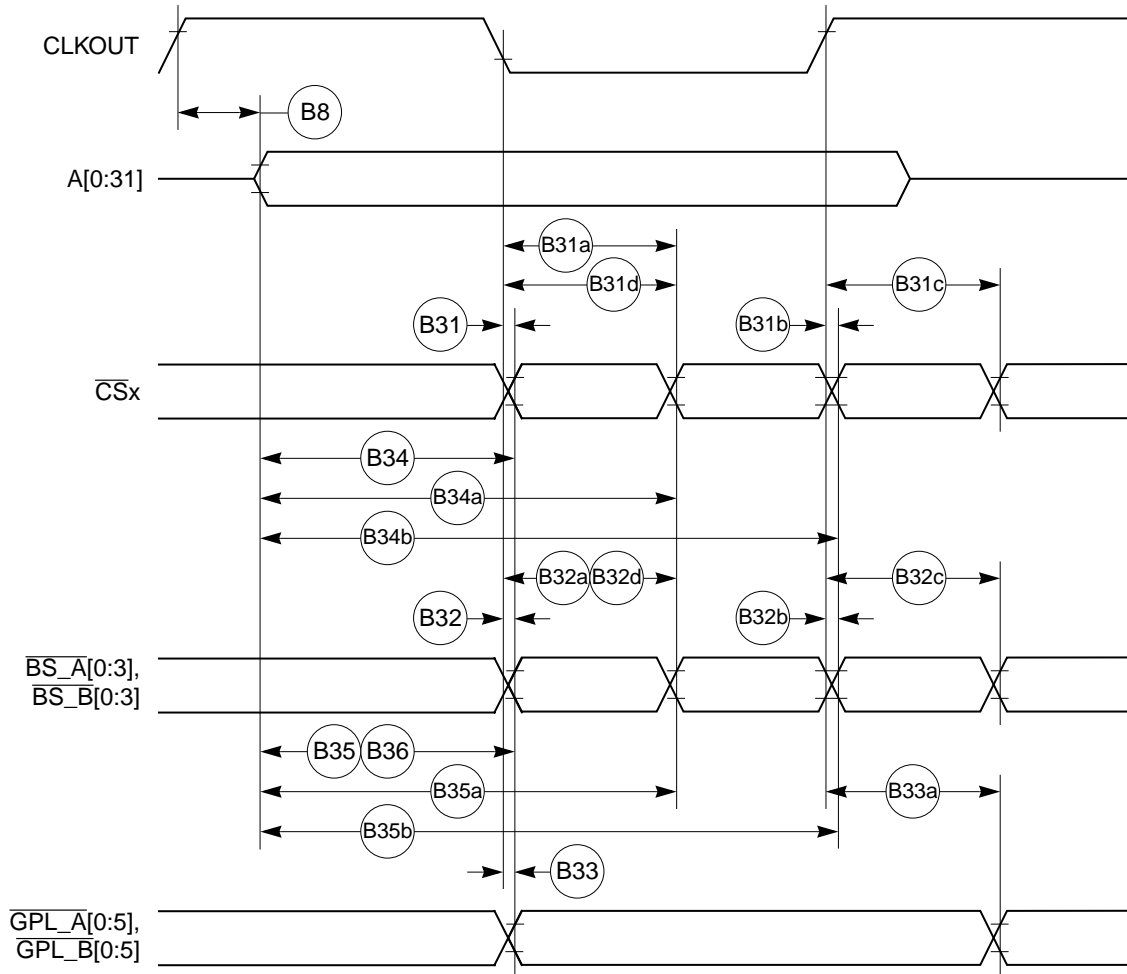 CLKOUT
B8
A[0:31]
B31a
B31d
B31c
B31
B31b
CSx
B34
B34a
B34b
B32a B32d
B32c
B32
B32b
BS_A[0:3],
BS_B[0:3]
B35 B36
B35a
B33a
B35b
B33
GPL_A[0:5],
GPL_B[0:5]